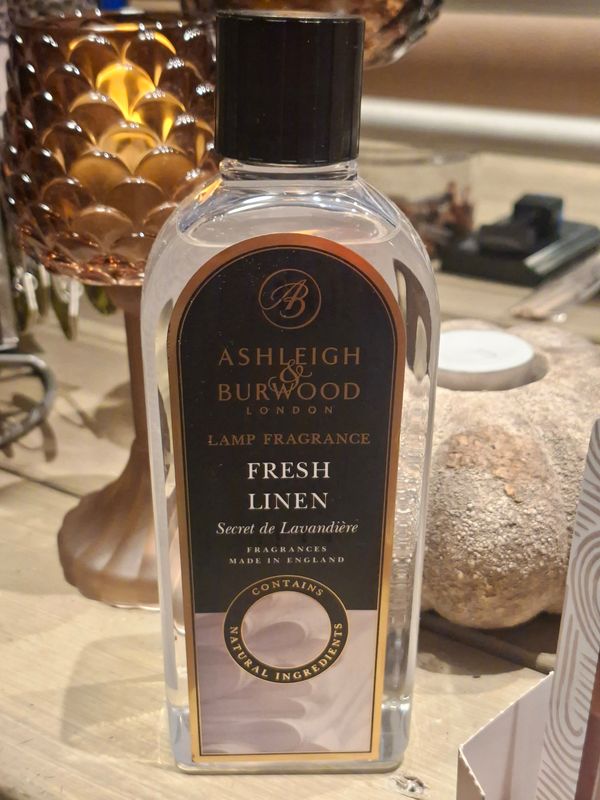 AB
ASHLEIGH
&
BURWOOD
LONDON
LAMP FRAGRANCE
FRESH
LINEN
Secret de Lavandière
FRAGRANCES
MADE IN ENGLAND
CONTAINS
NATURAL INGREDIENTS